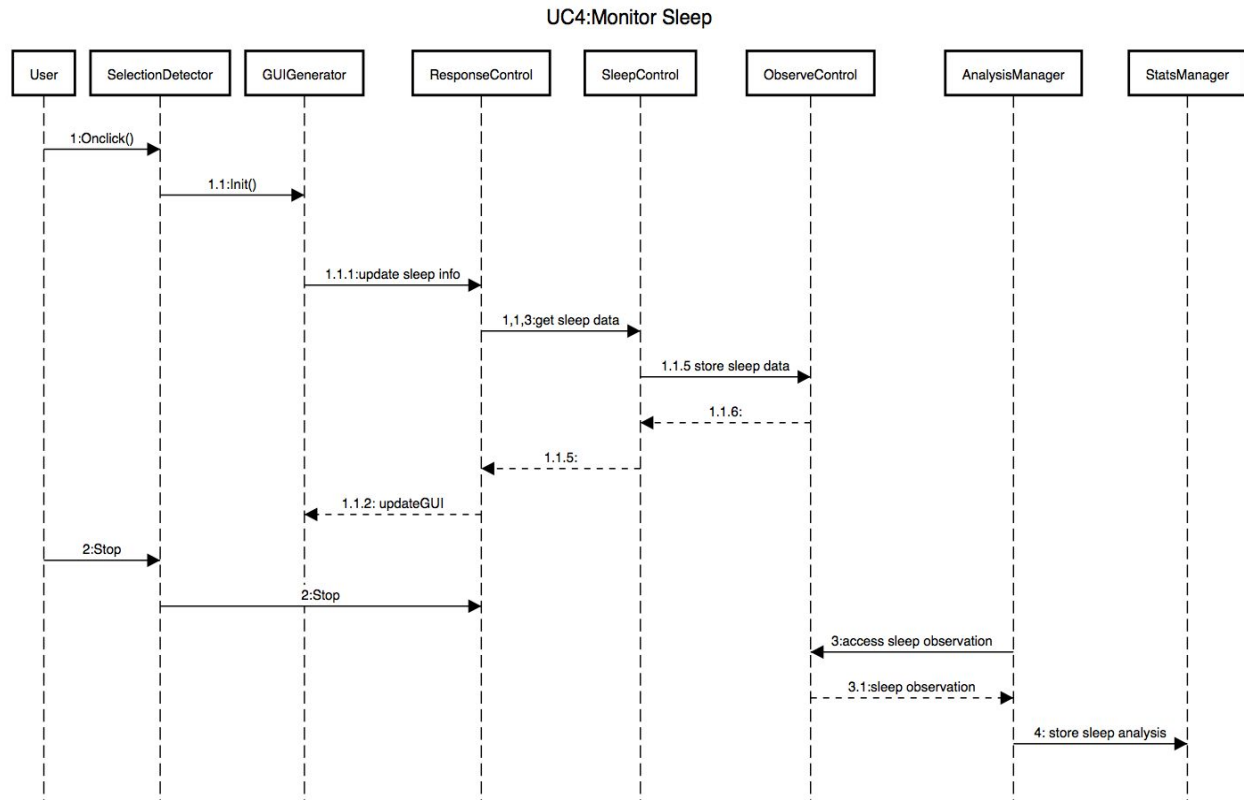 UC4:Monitor Sleep
User
SelectionDetector
GUIGenerator
ResponseControl
SleepControl
ObserveControl
AnalysisManager
StatsManager
1:Onclick()
1.1:Init()
1.1.1:update sleep info
1,1,3:get sleep data
1.1.5 store sleep data
1.1.6:
1.1.5:
1.1.2: updateGUI
2:Stop
2:Stop
3:access sleep observation
3.1:sleep observation
4: store sleep analysis